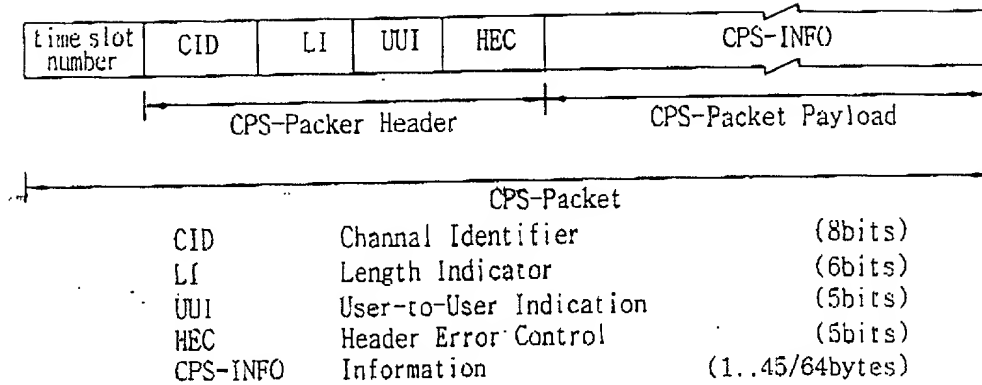 time slot number CID LI UUI HEC CPS-INFO
CPS-Packer Header CPS-Packet Payload
CPS-Packet
CID Channal Identifier (8bits)
LI Length Indicator (6bits)
UUI User-to-User Indication (5bits)
HEC Header Error Control (5bits)
CPS-INFO Information (1..45/64bytes)